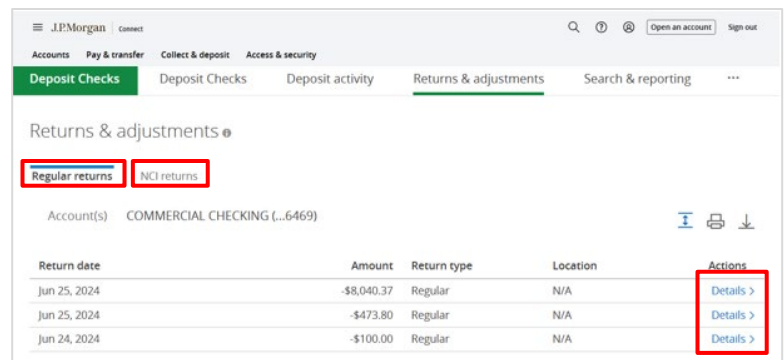 J.P.Morgan | Connect Open an account Sign out
Accounts Pay & transfer Collect & deposit Access & security
Deposit Checks Deposit Checks Deposit activity Returns & adjustments Search & reporting ...
Returns & adjustments
Regular returns NCI returns
Account(s) COMMERCIAL CHECKING (...6469)
Return date Amount Return type Location Actions
Jun 25, 2024 -$8,040.37 Regular N/A Details >
Jun 25, 2024 -$473.80 Regular N/A Details >
Jun 24, 2024 -$100.00 Regular N/A Details >